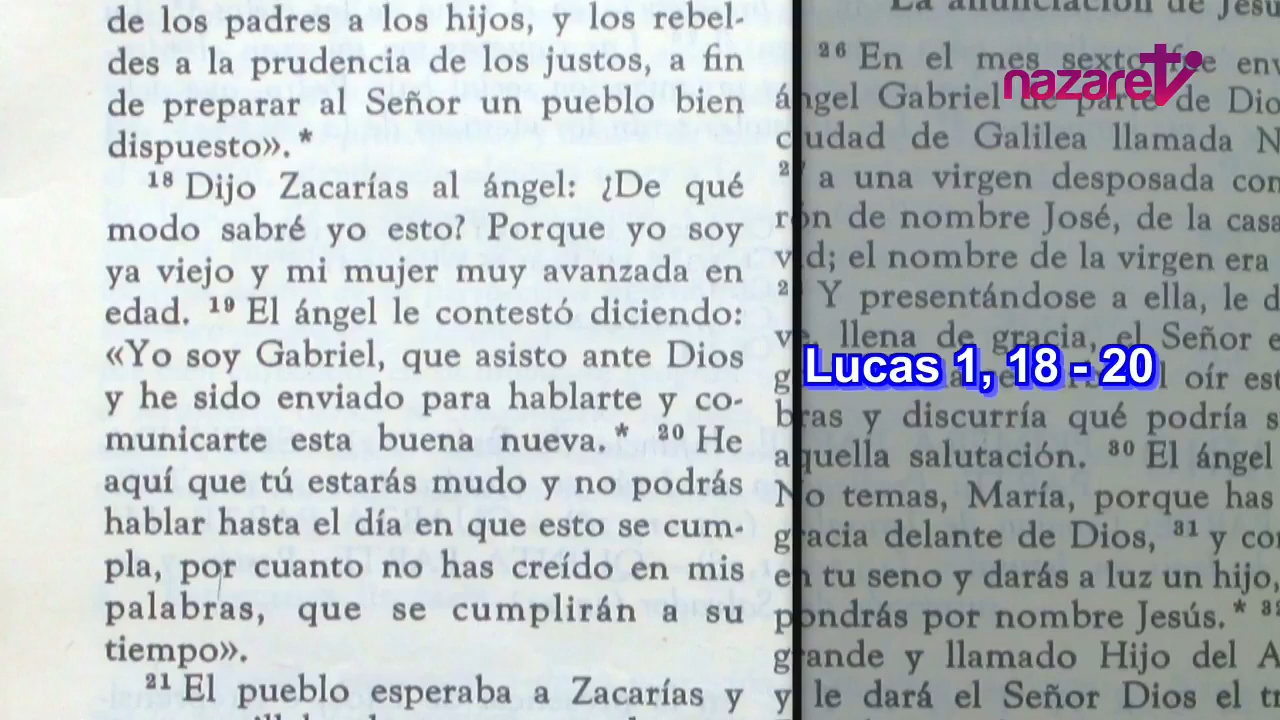 de los padres a los hijos, y los rebel-
des a la prudencia de los justos, a fin
de preparar al Señor un pueblo bien
dispuesto». *
18 Dijo Zacarías al ángel: ¿De qué
modo sabré yo esto? Porque yo soy
ya viejo y mi mujer muy avanzada en
edad. 19 El ángel le contestó diciendo:
«Yo soy Gabriel, que asisto ante Dios
y he sido enviado para hablarte y co-
municarte esta buena nueva. * 20 He
aquí que tú estarás mudo y no podrás
hablar hasta el día en que esto se cum-
pla, por cuanto no has creído en mis
palabras, que se cumplirán a su
tiempo».
21 El pueblo esperaba a Zacarías y
La anunciación de Jesú
26 En el mes sexto env
ángel Gabriel de parte de Dio
ciudad de Galilea llamada N
a una virgen desposada con
rón de nombre José, de la casa
vid; el nombre de la virgen era
Y presentándose a ella, le d
ve, llena de gracia, el Señor e
oír est
bras y discurría qué podría s
aquella salutación. 30 El ángel
No temas, María, porque has
gracia delante de Dios, 31 y con
en tu seno y darás a luz un hijo,
pondrás por nombre Jesús. *
grande y llamado Hijo del A
y le dará el Señor Dios el tr
nazaretv
Lucas 1, 18 - 20